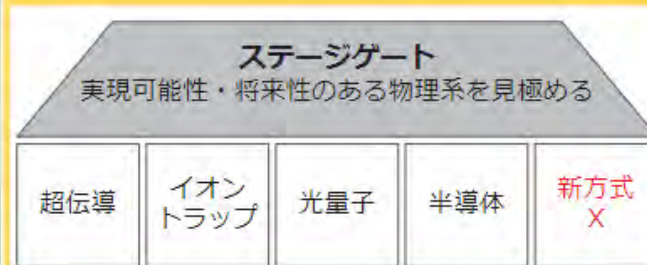 ステージゲート
実現可能性・将来性のある物理系を見極める
超伝導
イオン
トラップ
光量子
半導体
新方式
X